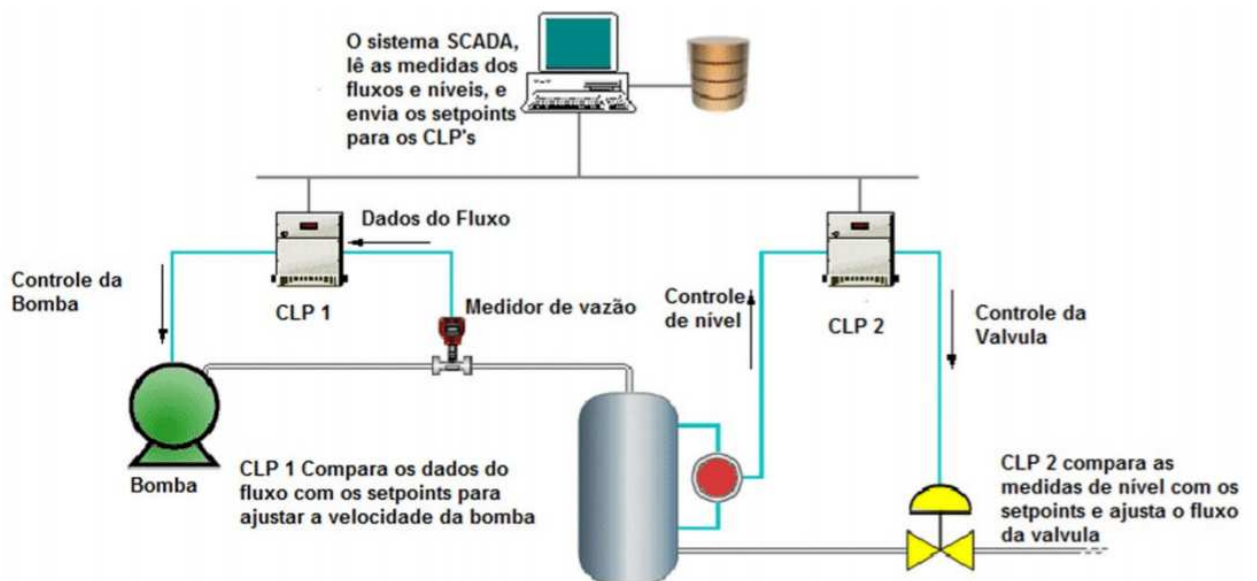 O sistema SCADA,
lê as medidas dos
fluxos e níveis, e
envia os setpoints
para os CLP's
Dados do Fluxo
Controle da
Bomba
CLP 1
Medidor de vazão
Controle
de nível
CLP 2
Controle da
Valvula
Bomba
CLP 1 Compara os dados do
fluxo com os setpoints para
ajustar a velocidade da bomba
CLP 2 compara as
medidas de nível com os
setpoints e ajusta o fluxo
da valvula